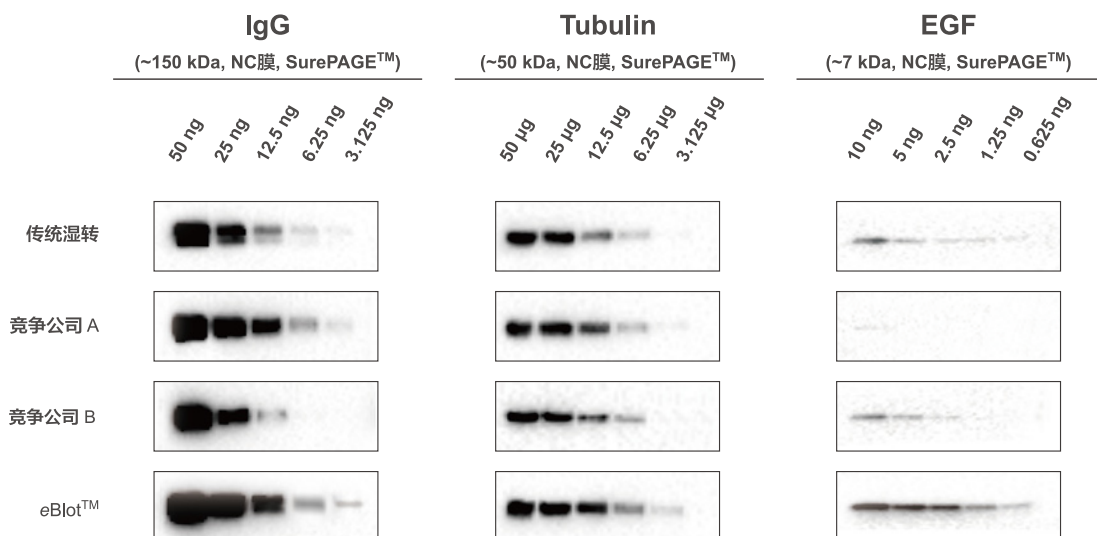 IgG
(~150 kDa, NC膜, SurePAGE™)
50 ng 25 ng 12.5 ng 6.25 ng 3.125 ng
Tubulin
(~50 kDa, NC膜, SurePAGE™)
50 µg 25 µg 12.5 µg 6.25 µg 3.125 µg
EGF
(~7 kDa, NC膜, SurePAGE™)
10 ng 5 ng 2.5 ng 1.25 ng 0.625 ng
传统湿转
竞争公司 A
竞争公司 B
eBlot™